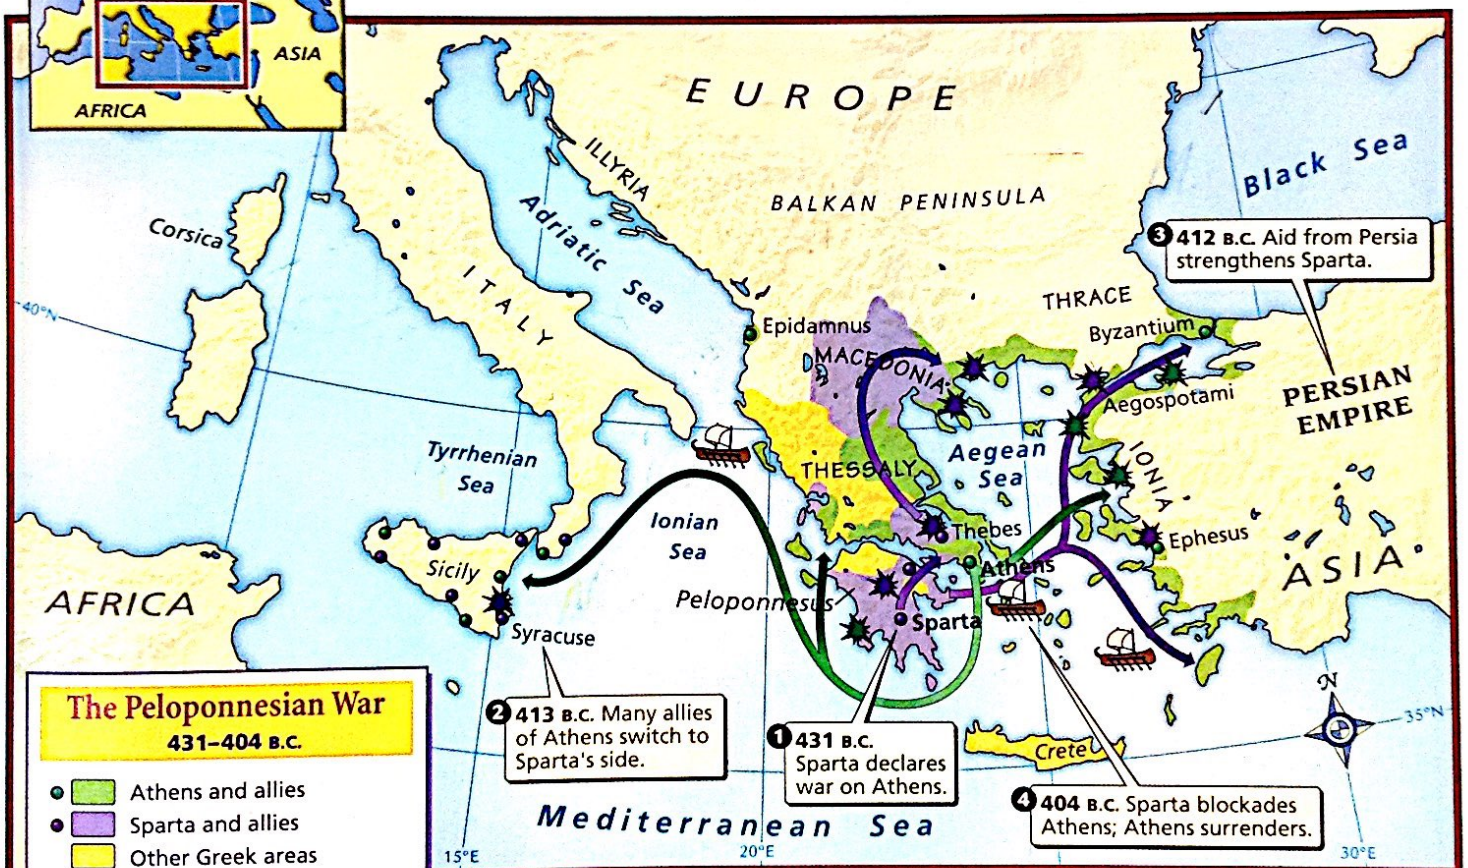 ASIA
AFRICA
EUROPE
ILLYRIA
Black Sea
Corsica
Adriatic
Sea
BALKAN PENINSULA
❸ 412 B.C. Aid from Persia
strengthens Sparta.
ITALY
40°N
THRACE
Byzantium
Epidamnus
MACEDONIA
Aegospotami
PERSIAN
EMPIRE
Tyrrhenian
Sea
THESSALY
Aegean
Sea
IONIA
Ionian
Sea
Thebes
Ephesus
Sicily
Athens
ASIA
AFRICA
Peloponnesus
Sparta
Syracuse
The Peloponnesian War
431–404 B.C.
❷ 413 B.C. Many allies
of Athens switch to
Sparta's side.
❶ 431 B.C.
Sparta declares
war on Athens.
Crete
N
35°N
❹ 404 B.C. Sparta blockades
Athens; Athens surrenders.
Athens and allies
Sparta and allies
Other Greek areas
Mediterranean Sea
15°E
20°E
30°E